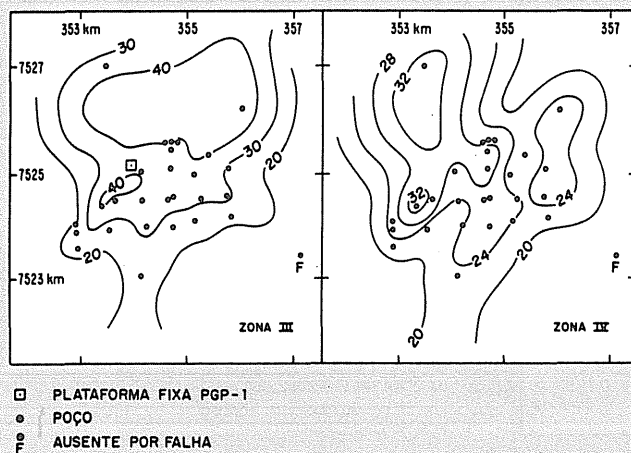 353 km 355 357
7527
30
40
30
7525
20
40
20
7523 km
F
ZONA III
353 km 355 357
28
32
32
24
24
20
20
F
ZONA IV
PLATAFORMA FIXA PGP-1
POÇO
F AUSENTE POR FALHA